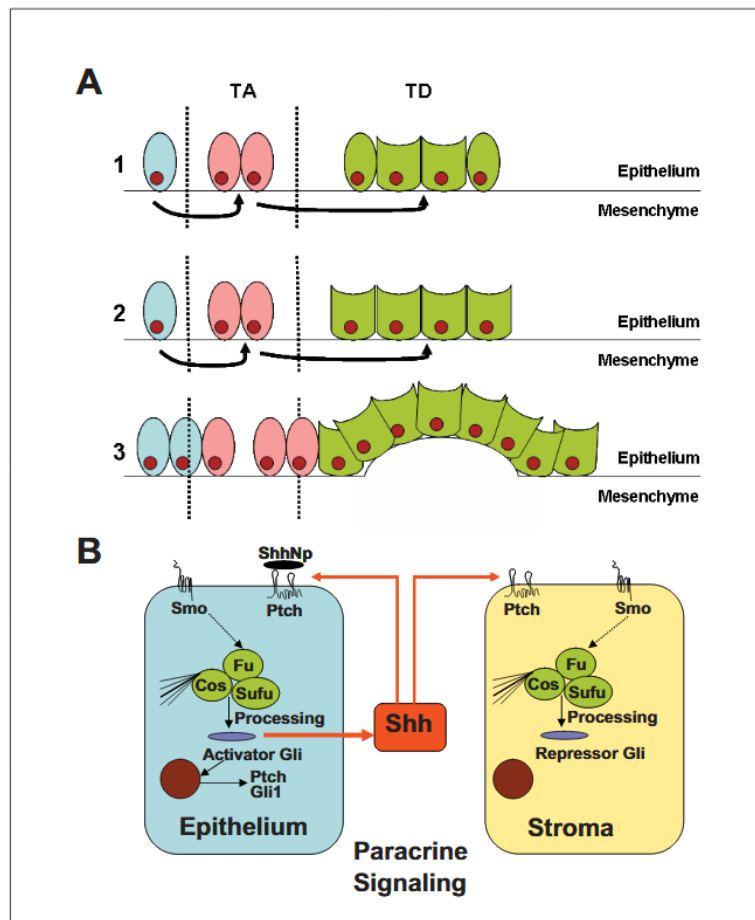 A
TA TD
1
Epithelium
Mesenchyme
2
Epithelium
Mesenchyme
3
Epithelium
Mesenchyme
B
ShhNp
Smo Ptch Ptch Smo
Fu Fu
Cos Sufu Cos Sufu
Shh
Processing Processing
Activator Gli Repressor Gli
Ptch
Gli1
Epithelium Stroma
Paracrine
Signaling